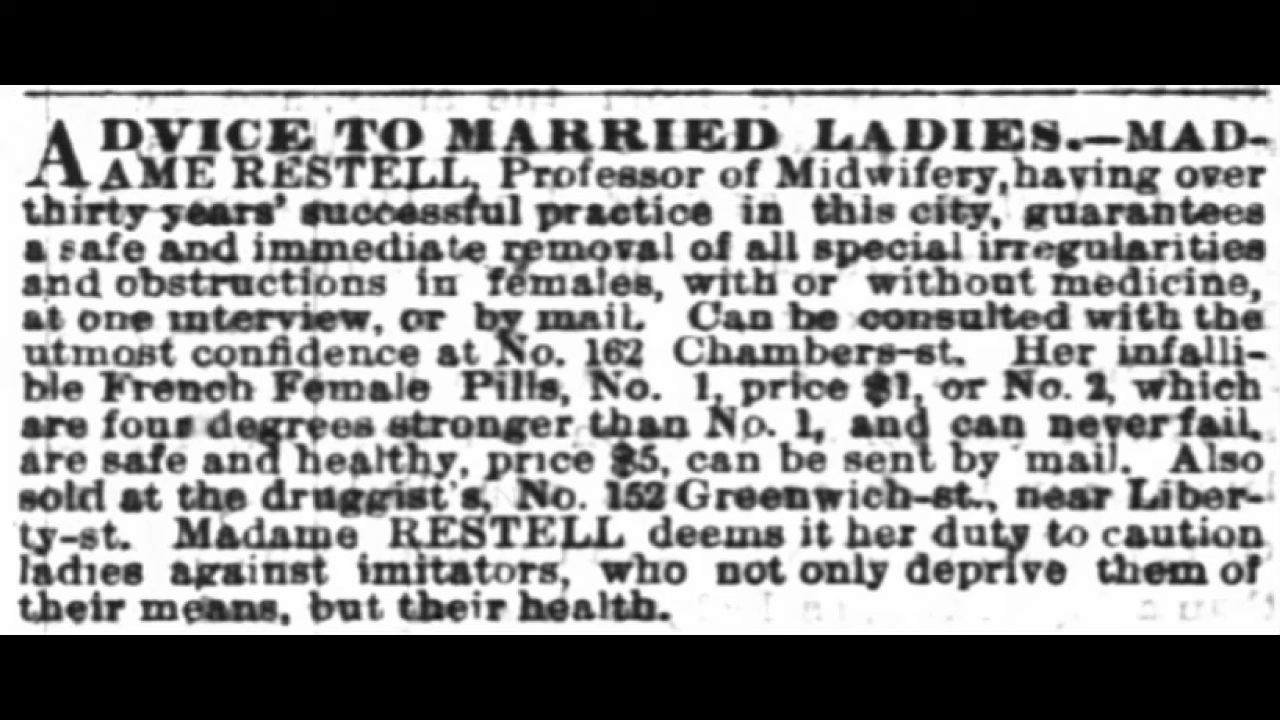 ADVICE TO MARRIED LADIES.—MAD-
AME RESTELL, Professor of Midwifery, having over
thirty years' successful practice in this city, guarantees
a safe and immediate removal of all special irregularities
and obstructions in females, with or without medicine,
at one interview, or by mail. Can be consulted with the
utmost confidence at No. 162 Chambers-st. Her infalli-
ble French Female Pills, No. 1, price $1, or No. 2, which
are four degrees stronger than No. 1, and can never fail,
are safe and healthy, price $5, can be sent by mail. Also
sold at the druggist's, No. 152 Greenwich-st., near Liber-
ty-st. Madame RESTELL deems it her duty to caution
ladies against imitators, who not only deprive them of
their means, but their health.